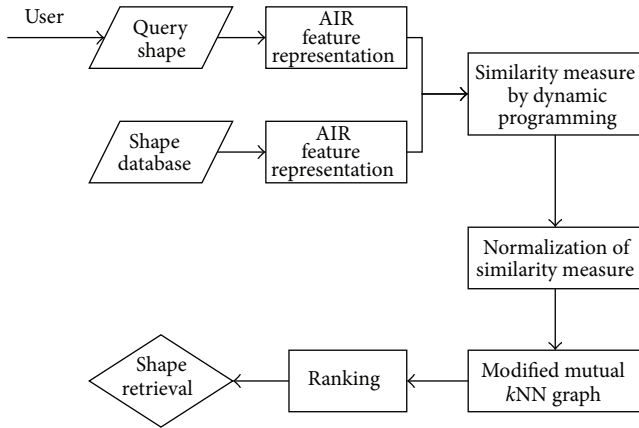 User
Query
shape
AIR
feature
representation
Similarity measure
by dynamic
programming
Shape
database
AIR
feature
representation
Normalization of
similarity measure
Shape
retrieval
Ranking
Modified mutual
kNN graph